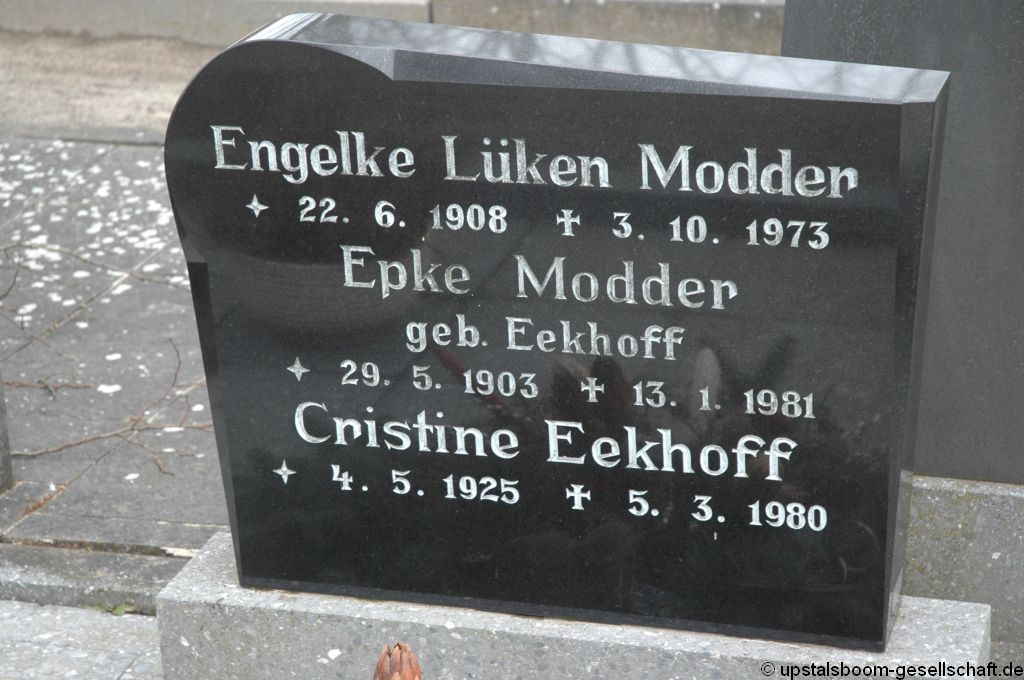 Engelke Lüken Modder
✧ 22. 6. 1908 ✝ 3. 10. 1973
Epke Modder
geb. Eekhoff
✧ 29. 5. 1903 ✝ 13. 1. 1981
Cristine Eekhoff
✧ 4. 5. 1925 ✝ 5. 3. 1980
© upstalsboom-gesellschaft.de